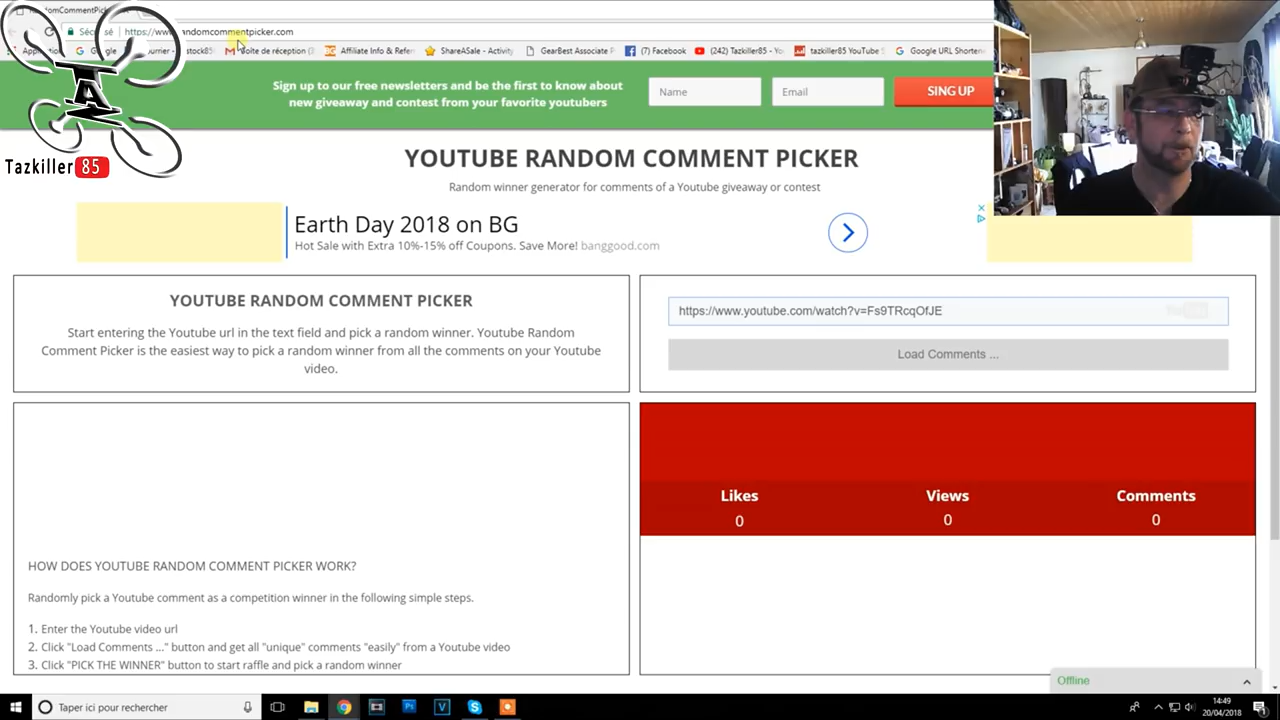 RandomCommentPic
Sécurisé | https://www.randomcommentpicker.com
Google
Boîte de réception (3
Affiliate Info & Refer
ShareASale - Activity
GearBest Associate P
(7) Facebook
(242) Tazkiller85 - Yo
tazkiller85 YouTube S
Google URL Shortene
A
Tazkiller 85
Sign up to our free newsletters and be the first to know about
new giveaway and contest from your favorite youtubers
Name
Email
SING UP
YOUTUBE RANDOM COMMENT PICKER
Random winner generator for comments of a Youtube giveaway or contest
Earth Day 2018 on BG
Hot Sale with Extra 10%-15% off Coupons. Save More! banggood.com
YOUTUBE RANDOM COMMENT PICKER
Start entering the Youtube url in the text field and pick a random winner. Youtube Random
Comment Picker is the easiest way to pick a random winner from all the comments on your Youtube
video.
https://www.youtube.com/watch?v=Fs9TRcqOfJE
Load Comments ...
Likes
Views
Comments
0
0
0
HOW DOES YOUTUBE RANDOM COMMENT PICKER WORK?
Randomly pick a Youtube comment as a competition winner in the following simple steps.
1. Enter the Youtube video url
2. Click "Load Comments ..." button and get all "unique" comments "easily" from a Youtube video
3. Click "PICK THE WINNER" button to start raffle and pick a random winner
Offline
Taper ici pour rechercher
14:49
20/04/2018